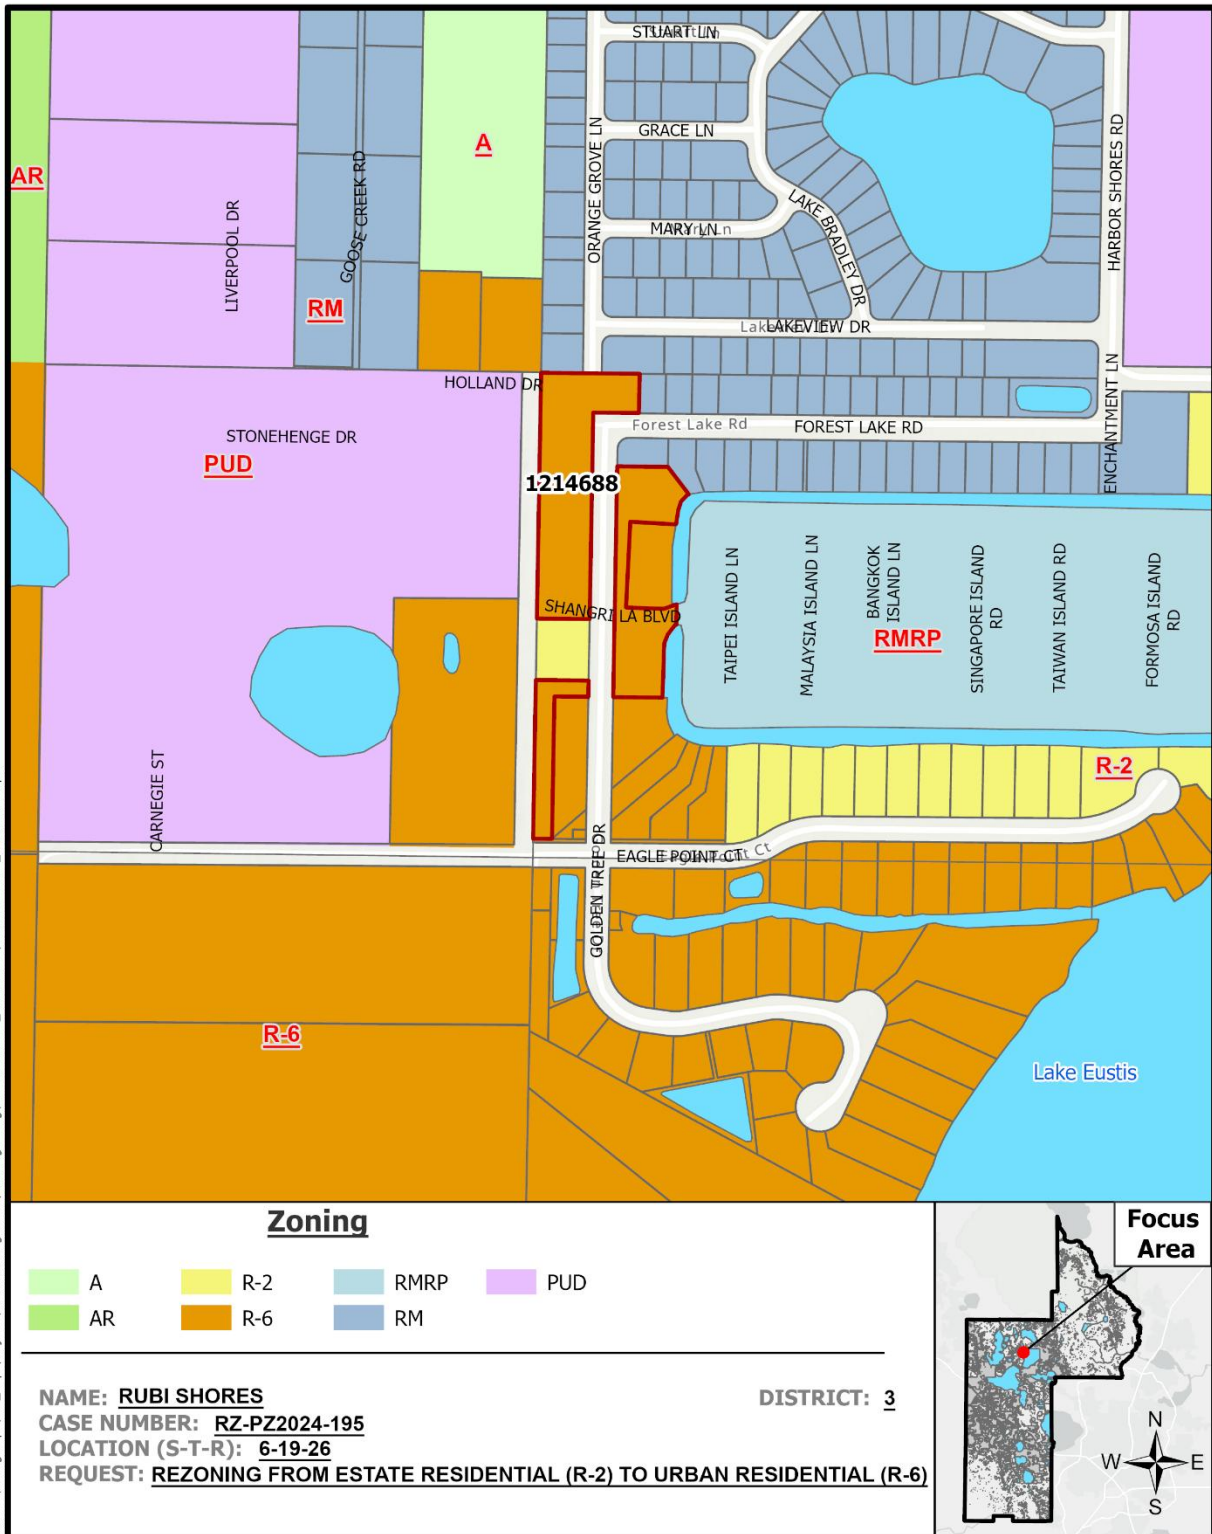 STUART LN
GRACE LN
A
AR
ORANGE GROVE LN
HARBOR SHORES RD
GOOSE CREEK RD
LIVERPOOL DR
MARY LN
LAKE BRADLEY DR
RM
LAKEVIEW DR
HOLLAND DR
ENCHANTMENT LN
Forest Lake Rd
FOREST LAKE RD
STONEHENGE DR
PUD
1214688
TAIPEI ISLAND LN
MALAYSIA ISLAND LN
BANGKOK
ISLAND LN
SINGAPORE ISLAND
RD
TAIWAN ISLAND RD
FORMOSA ISLAND
RD
SHANGRI LA BLVD
RMRP
CARNEGIE ST
R-2
EAGLE POINT CT
GOLDEN TREE DR
R-6
Lake Eustis
Zoning
A
R-2
RMRP
PUD
AR
R-6
RM
Focus
Area
NAME: RUBI SHORES
DISTRICT: 3
CASE NUMBER: RZ-PZ2024-195
LOCATION (S-T-R): 6-19-26
REQUEST: REZONING FROM ESTATE RESIDENTIAL (R-2) TO URBAN RESIDENTIAL (R-6)
N
W
E
S